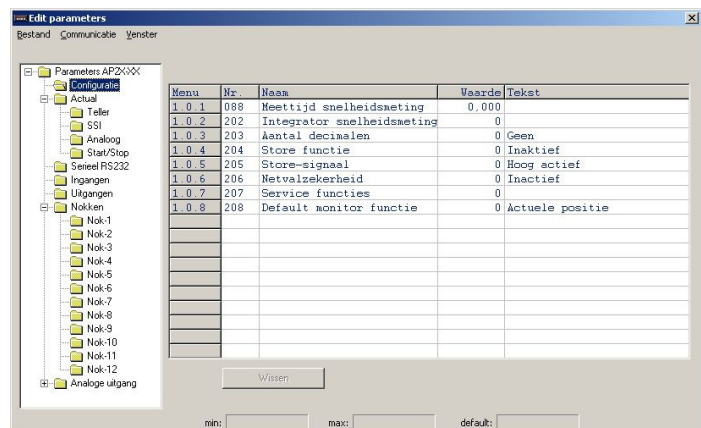 Edit parameters
Bestand Communicatie Venster
Parameters AP2X-XX
Configuratie
Actual
Teller
SSI
Analoog
Start/Stop
Serieel RS232
Ingangen
Uitgangen
Nokken
Nok-1
Nok-2
Nok-3
Nok-4
Nok-5
Nok-6
Nok-7
Nok-8
Nok-9
Nok-10
Nok-11
Nok-12
Analoge uitgang
Menu Nr. Naam Waarde Tekst
1.0.1 088 Meettijd snelheidsmeting 0,000
1.0.2 202 Integrator snelheidsmeting 0
1.0.3 203 Aantal decimalen 0 Geen
1.0.4 204 Store functie 0 Inaktief
1.0.5 205 Store-signaal 0 Hoog actief
1.0.6 206 Netvalzekerheid 0 Inactief
1.0.7 207 Service functies 0
1.0.8 208 Default monitor functie 0 Actuele positie
Wissen
min: max: default: